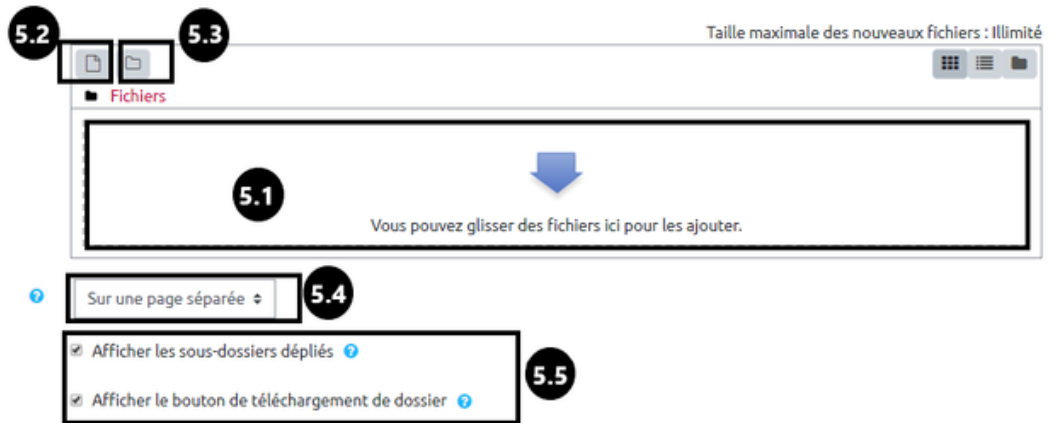 5.2
5.3
Taille maximale des nouveaux fichiers : Illimité
Fichiers
5.1
Vous pouvez glisser des fichiers ici pour les ajouter.
Sur une page séparée
5.4
Afficher les sous-dossiers dépliés
5.5
Afficher le bouton de téléchargement de dossier